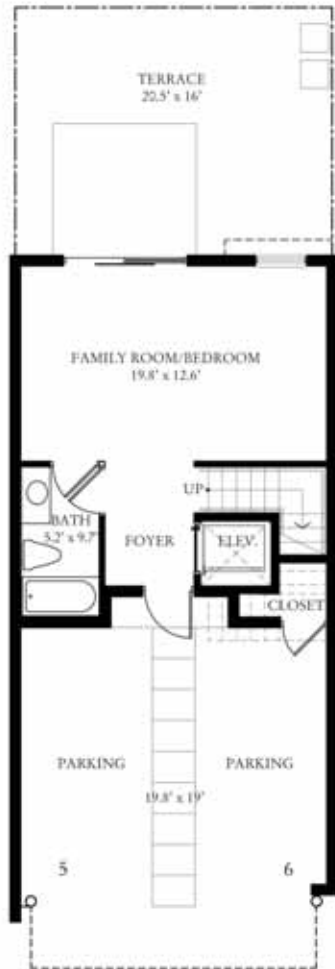 TERRACE
20.5' x 16'
FAMILY ROOM/BEDROOM
19.8' x 12.6'
UP
BATH
5.2' x 9.7'
FOYER
ELEV.
CLOSET
PARKING
PARKING
19.8' x 19'
5
6